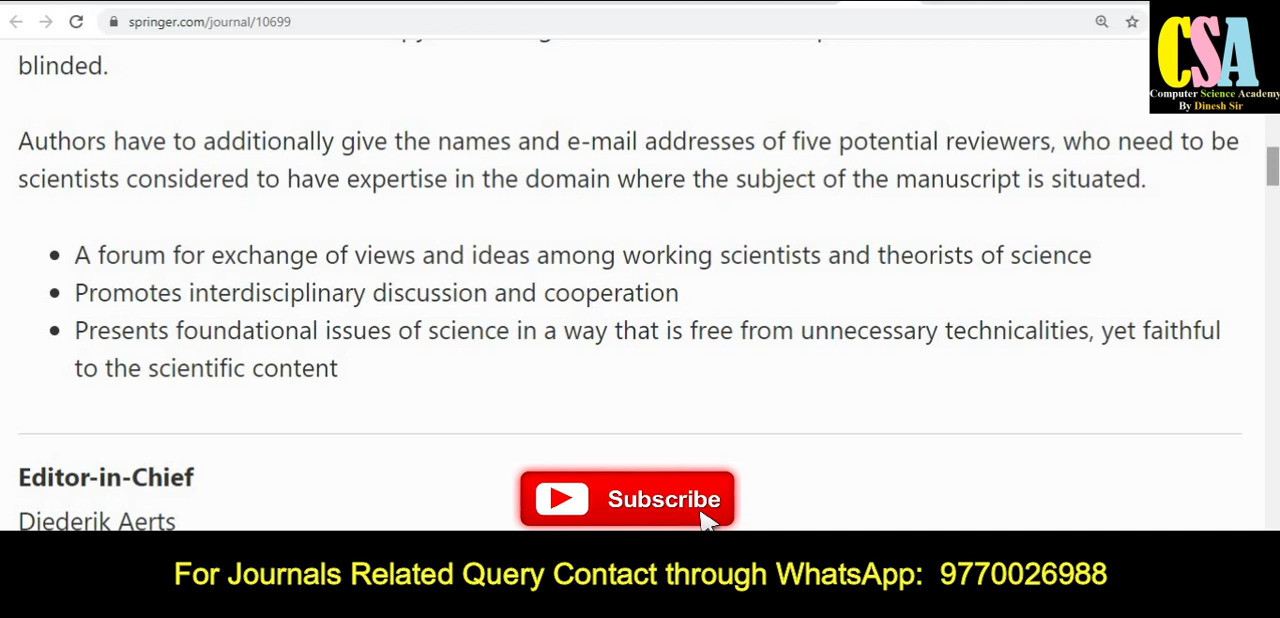 springer.com/journal/10699
blinded.
Authors have to additionally give the names and e-mail addresses of five potential reviewers, who need to be
scientists considered to have expertise in the domain where the subject of the manuscript is situated.
• A forum for exchange of views and ideas among working scientists and theorists of science
• Promotes interdisciplinary discussion and cooperation
• Presents foundational issues of science in a way that is free from unnecessary technicalities, yet faithful
to the scientific content
Editor-in-Chief
Diederik Aerts
Subscribe
For Journals Related Query Contact through WhatsApp: 9770026988
CSA
Computer Science Academy
By Dinesh Sir